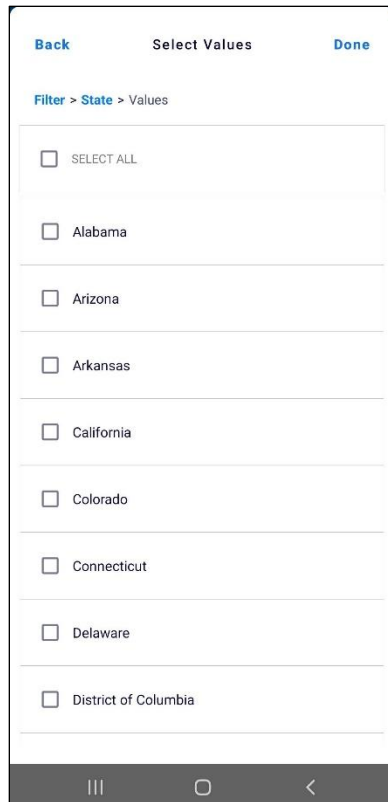 Back Select Values Done
Filter > State > Values
SELECT ALL
Alabama
Arizona
Arkansas
California
Colorado
Connecticut
Delaware
District of Columbia